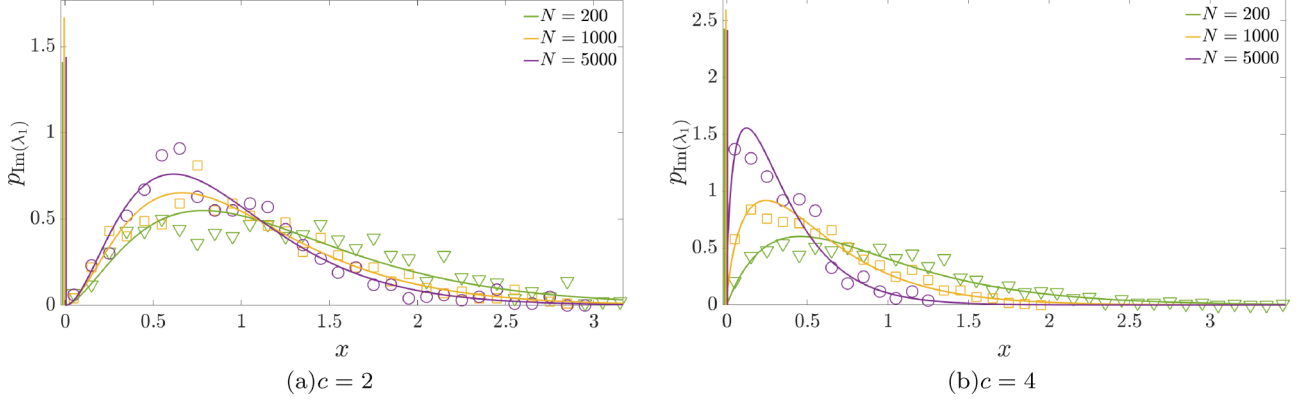 N = 200
N = 1000
N = 5000
1.5
1
0.5
0
p_Im(λ₁)
0 0.5 1 1.5 2 2.5 3
x
(a)c = 2
N = 200
N = 1000
N = 5000
2.5
2
1.5
1
0.5
0
p_Im(λ₁)
0 0.5 1 1.5 2 2.5 3
x
(b)c = 4